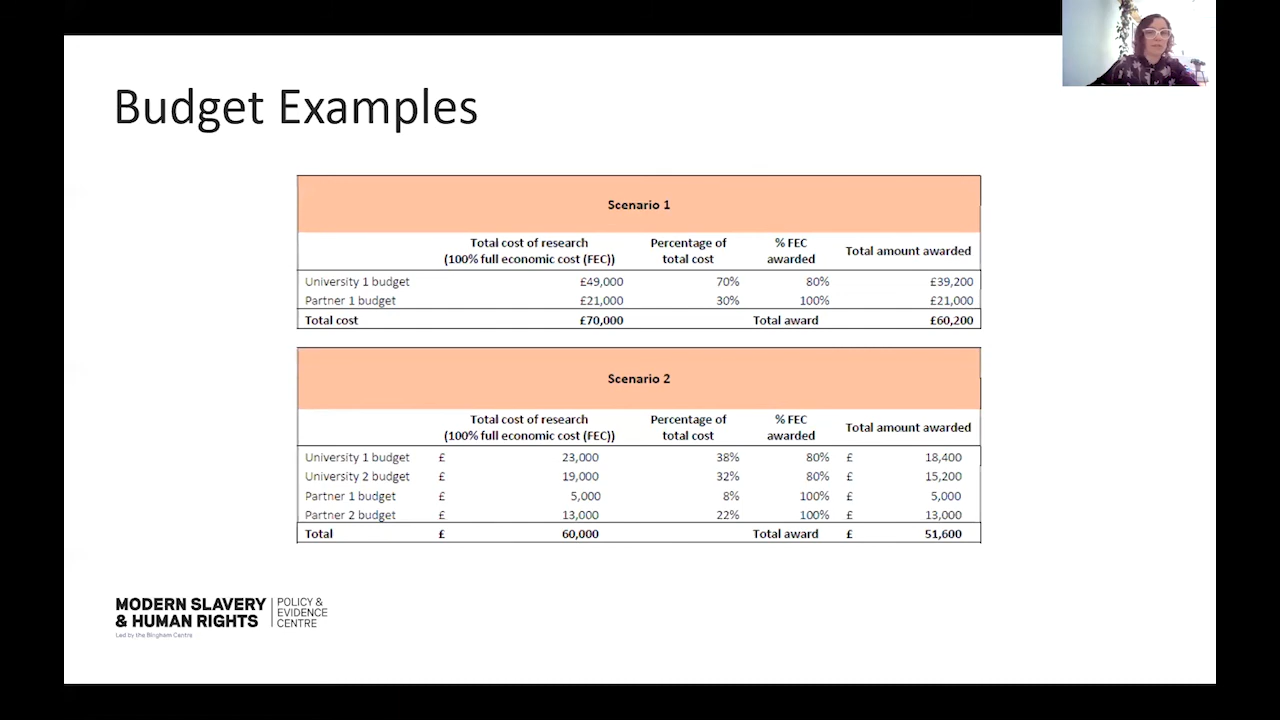 Budget Examples
Scenario 1
Total cost of research (100% full economic cost (FEC)) Percentage of total cost % FEC awarded Total amount awarded
University 1 budget £49,000 70% 80% £39,200
Partner 1 budget £21,000 30% 100% £21,000
Total cost £70,000 Total award £60,200
Scenario 2
Total cost of research (100% full economic cost (FEC)) Percentage of total cost % FEC awarded Total amount awarded
University 1 budget £ 23,000 38% 80% £ 18,400
University 2 budget £ 19,000 32% 80% £ 15,200
Partner 1 budget £ 5,000 8% 100% £ 5,000
Partner 2 budget £ 13,000 22% 100% £ 13,000
Total £ 60,000 Total award £ 51,600
MODERN SLAVERY
& HUMAN RIGHTS
POLICY &
EVIDENCE
CENTRE
Led by the Bingham Centre